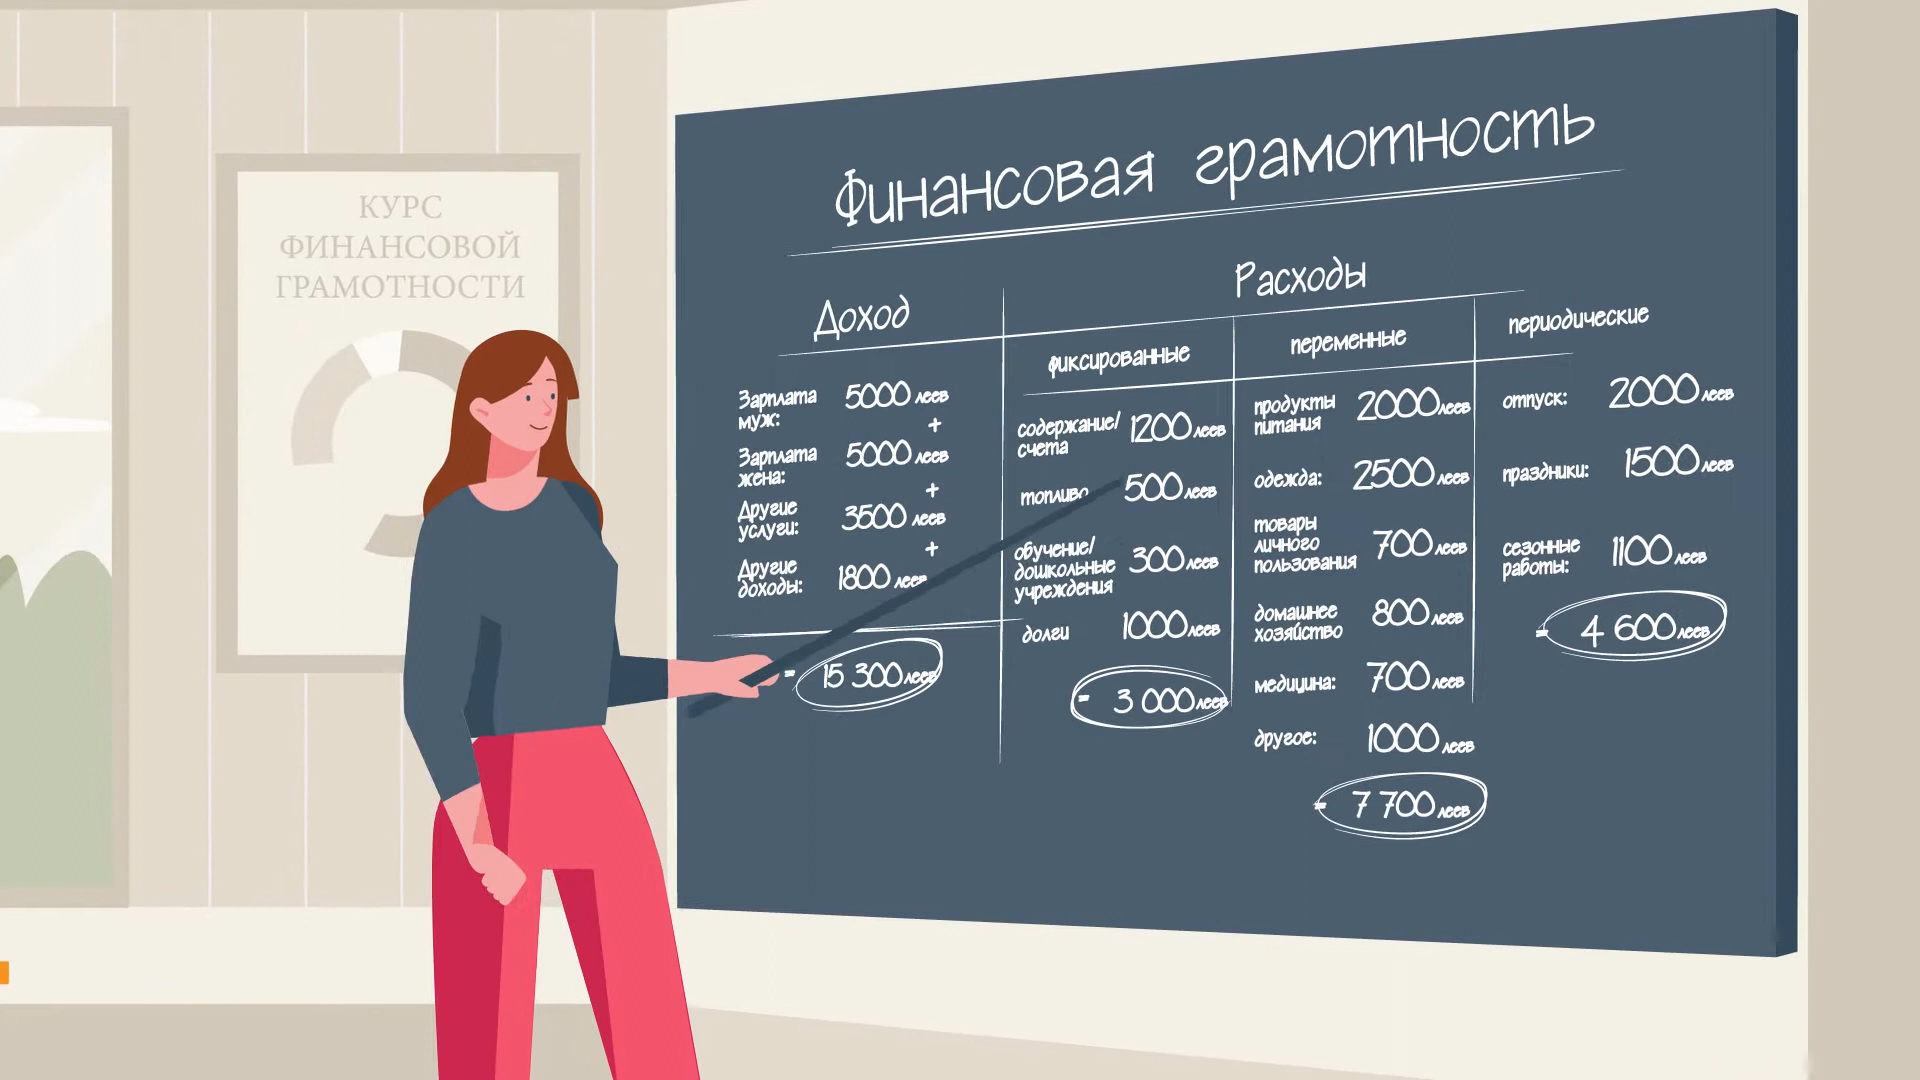 КУРС
ФИНАНСОВОЙ
ГРАМОТНОСТИ
Финансовая грамотность
Доход
Зарплата
муж: 5000 леев
+
Зарплата
жена: 5000 леев
+
Другие
услуги: 3500 леев
+
Другие
доходы: 1800 леев
= 15 300 леев
Расходы
фиксированные
содержание/
счета 1200 леев
топливо 500 леев
обучение/
дошкольные
учреждения 300 леев
долги 1000 леев
= 3 000 леев
переменные
продукты
питания 2000 леев
одежда: 2500 леев
товары
личного
пользования 700 леев
домашнее
хозяйство 800 леев
медицина: 700 леев
другое: 1000 леев
= 7 700 леев
периодические
отпуск: 2000 леев
праздники: 1500 леев
сезонные
работы: 1100 леев
= 4 600 леев